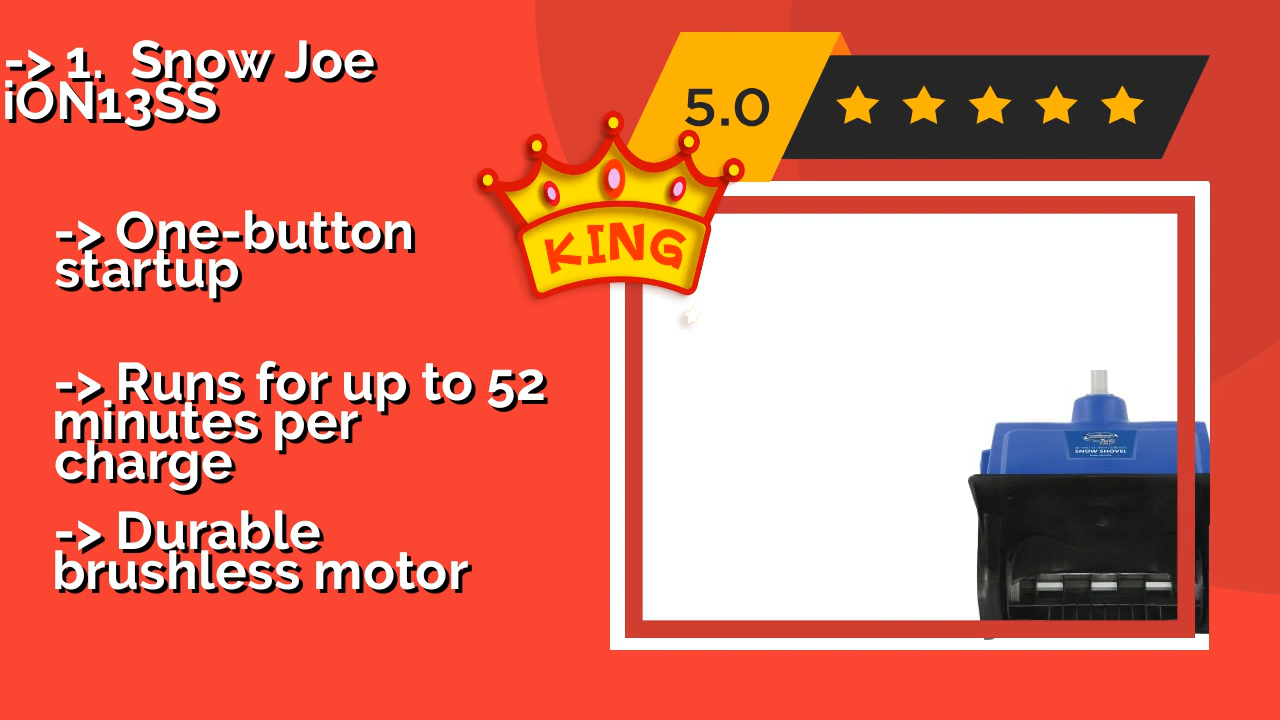 -> 1.  Snow Joe
iON13SS
5.0
KING
-> One-button
startup
-> Runs for up to 52
minutes per
charge
-> Durable
brushless motor
SNOW SHOVEL